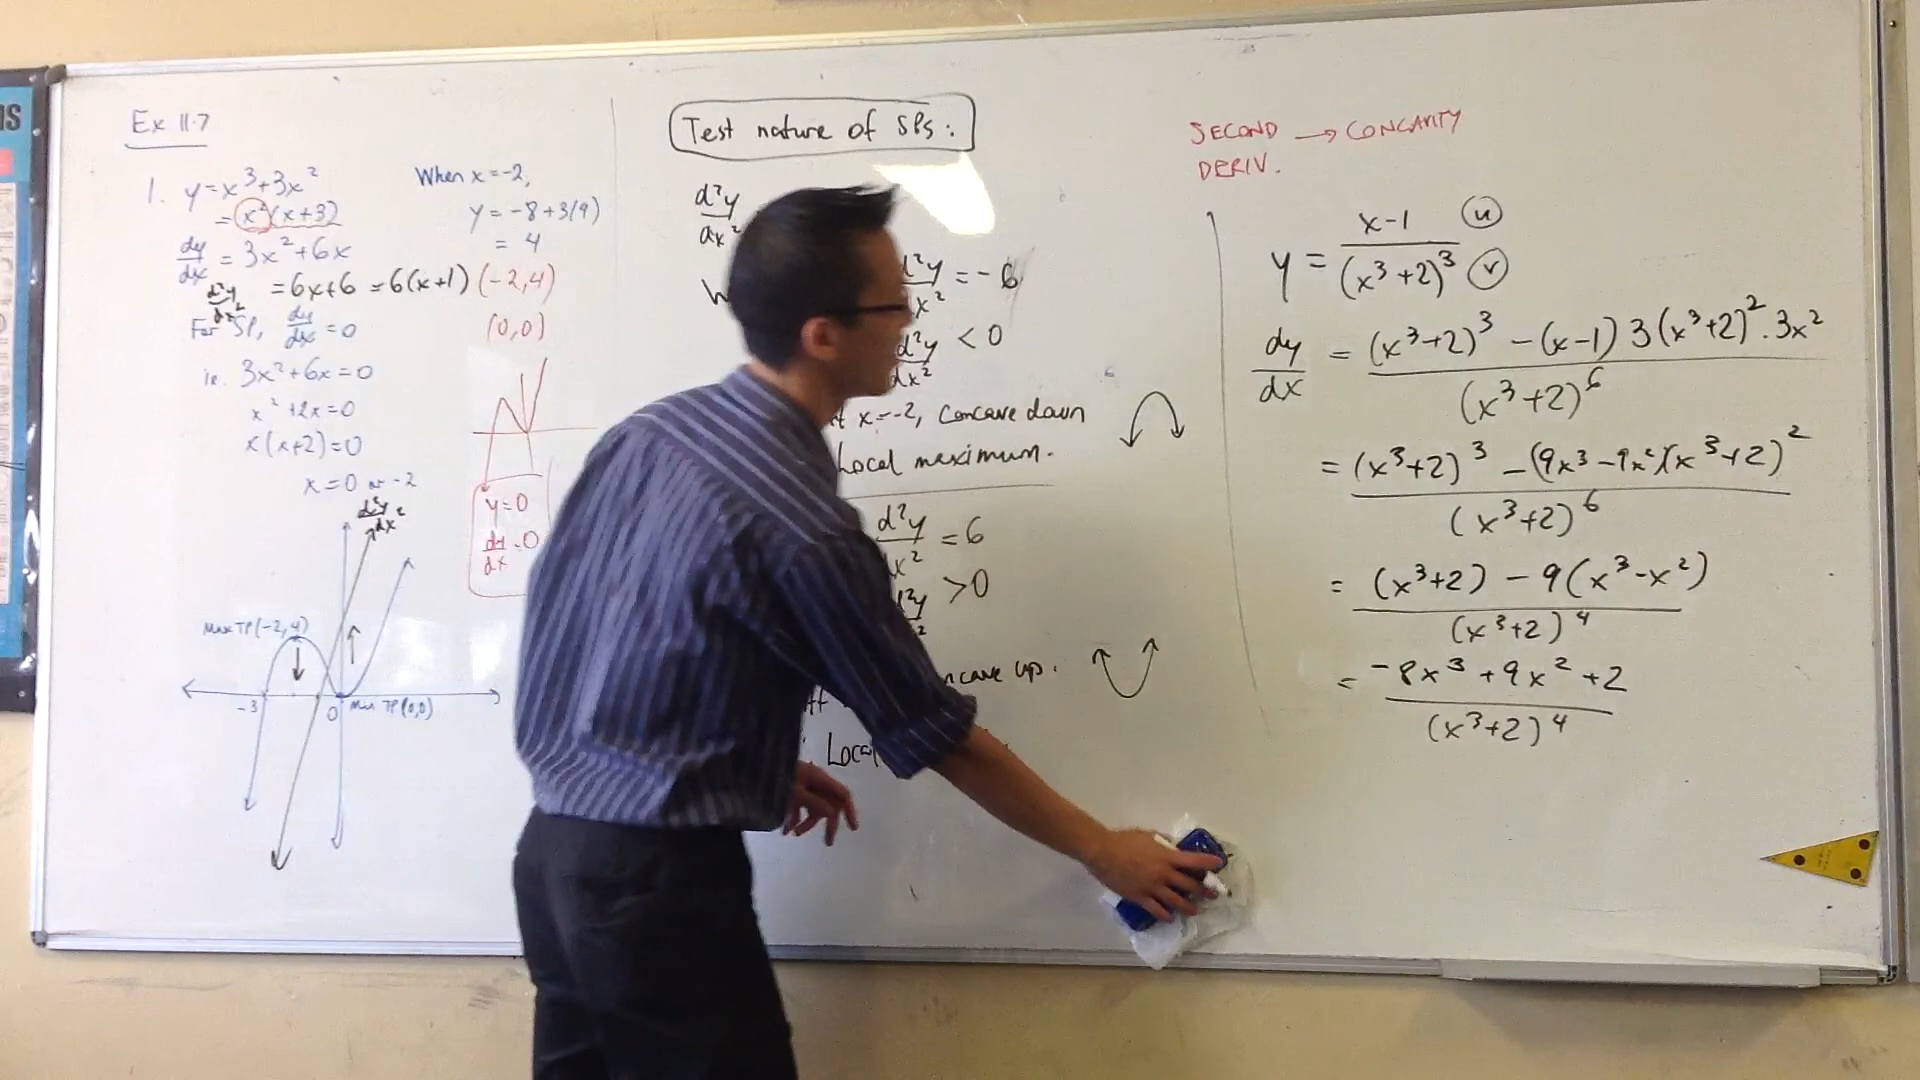 Ex 11.7
1. y=x³+3x²
=x²(x+3)
dy/dx = 3x²+6x
d²y/dx² =6x+6 =6(x+1)
For SP, dy/dx =0
ie. 3x²+6x=0
x²+2x=0
x(x+2)=0
x=0 or -2
When x=-2,
y=-8+3(4)
= 4
(-2,4)
(0,0)
y=0
dy/dx =0
d²y/dx²
Max TP(-2,4)
-3
0
Min TP(0,0)
Test nature of SPs:
d²y
dx²
d²y/dx² =-6
d²y/dx² <0
x=-2, Concave down
Local maximum.
d²y/dx² =6
>0
up.
SECOND → CONCAVITY
DERIV.
y = (x-1)/(x³+2)³ u v
dy/dx = ((x³+2)³ -(x-1)3(x³+2)².3x²)/(x³+2)⁶
= ((x³+2)³ -(9x³-9x²)(x³+2)²)/(x³+2)⁶
= ((x³+2) - 9(x³-x²))/(x³+2)⁴
= (-8x³+9x²+2)/(x³+2)⁴